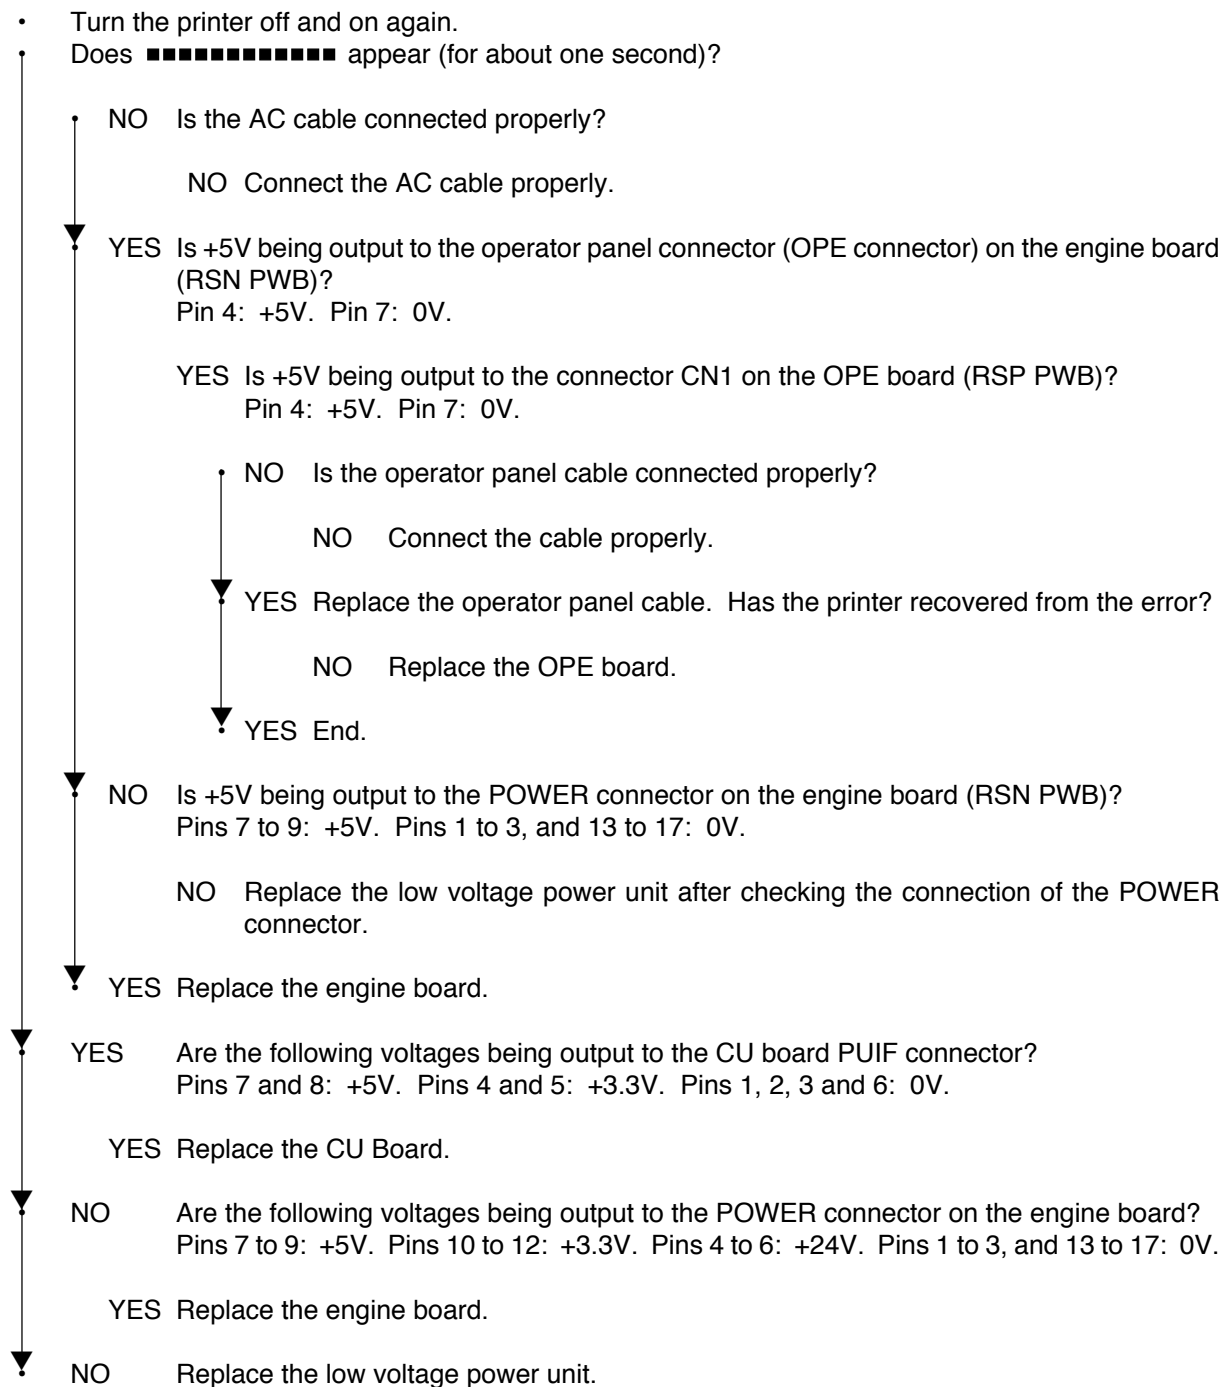 • Turn the printer off and on again.
• Does ■■■■■■■■■■■■ appear (for about one second)?
NO Is the AC cable connected properly?
NO Connect the AC cable properly.
YES Is +5V being output to the operator panel connector (OPE connector) on the engine board
(RSN PWB)?
Pin 4: +5V. Pin 7: 0V.
YES Is +5V being output to the connector CN1 on the OPE board (RSP PWB)?
Pin 4: +5V. Pin 7: 0V.
NO Is the operator panel cable connected properly?
NO Connect the cable properly.
YES Replace the operator panel cable. Has the printer recovered from the error?
NO Replace the OPE board.
YES End.
NO Is +5V being output to the POWER connector on the engine board (RSN PWB)?
Pins 7 to 9: +5V. Pins 1 to 3, and 13 to 17: 0V.
NO Replace the low voltage power unit after checking the connection of the POWER
connector.
YES Replace the engine board.
YES Are the following voltages being output to the CU board PUIF connector?
Pins 7 and 8: +5V. Pins 4 and 5: +3.3V. Pins 1, 2, 3 and 6: 0V.
YES Replace the CU Board.
NO Are the following voltages being output to the POWER connector on the engine board?
Pins 7 to 9: +5V. Pins 10 to 12: +3.3V. Pins 4 to 6: +24V. Pins 1 to 3, and 13 to 17: 0V.
YES Replace the engine board.
NO Replace the low voltage power unit.